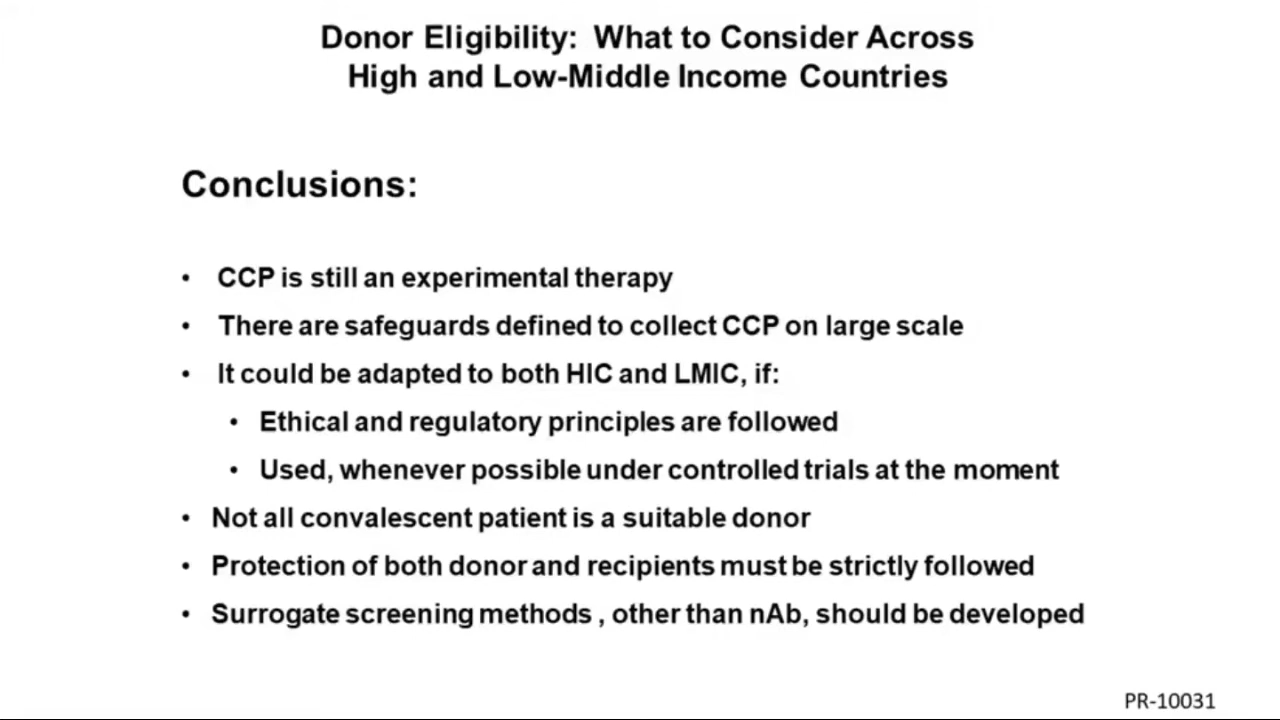 Donor Eligibility: What to Consider Across
High and Low-Middle Income Countries
Conclusions:
• CCP is still an experimental therapy
• There are safeguards defined to collect CCP on large scale
• It could be adapted to both HIC and LMIC, if:
• Ethical and regulatory principles are followed
• Used, whenever possible under controlled trials at the moment
• Not all convalescent patient is a suitable donor
• Protection of both donor and recipients must be strictly followed
• Surrogate screening methods , other than nAb, should be developed
PR-10031